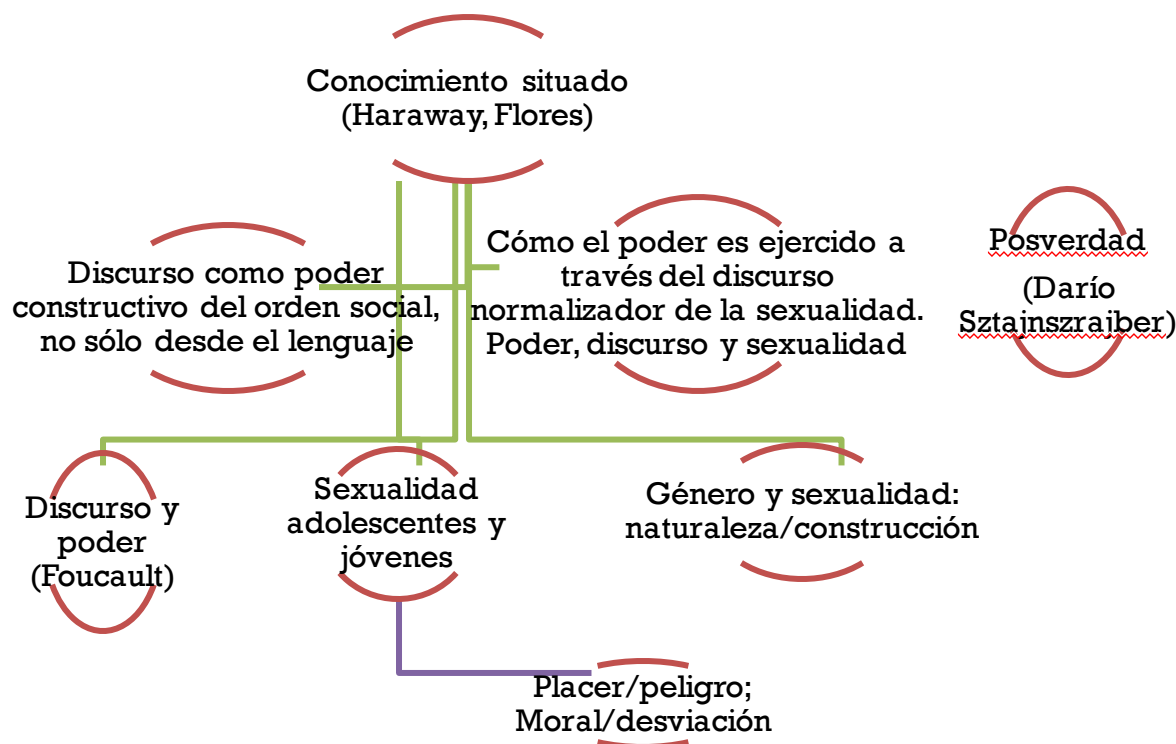 Conocimiento situado
(Haraway, Flores)
Discurso como poder
constructivo del orden social,
no sólo desde el lenguaje
Cómo el poder es ejercido a
través del discurso
normalizador de la sexualidad.
Poder, discurso y sexualidad
Posverdad
(Darío
Sztajnszrajber)
Discurso y
poder
(Foucault)
Sexualidad
adolescentes y
jóvenes
Género y sexualidad:
naturaleza/construcción
Placer/peligro;
Moral/desviación